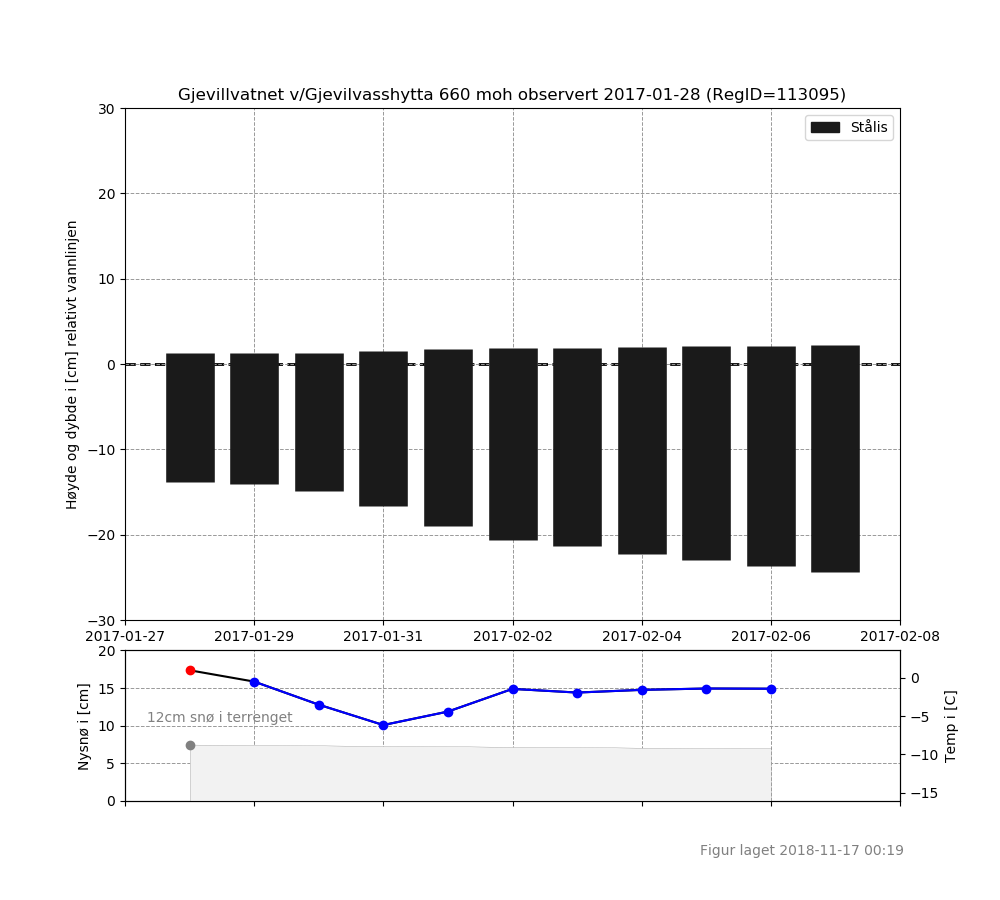 Gjevillvatnet v/Gjevilvasshytta 660 moh observert 2017-01-28 (RegID=113095)
Stålis
Høyde og dybde i [cm] relativt vannlinjen
30
20
10
0
−10
−20
−30
2017-01-27 2017-01-29 2017-01-31 2017-02-02 2017-02-04 2017-02-06 2017-02-08
Nysnø i [cm]
20
15
10
5
0
12cm snø i terrenget
0
−5
−10
−15
Temp i [C]
Figur laget 2018-11-17 00:19